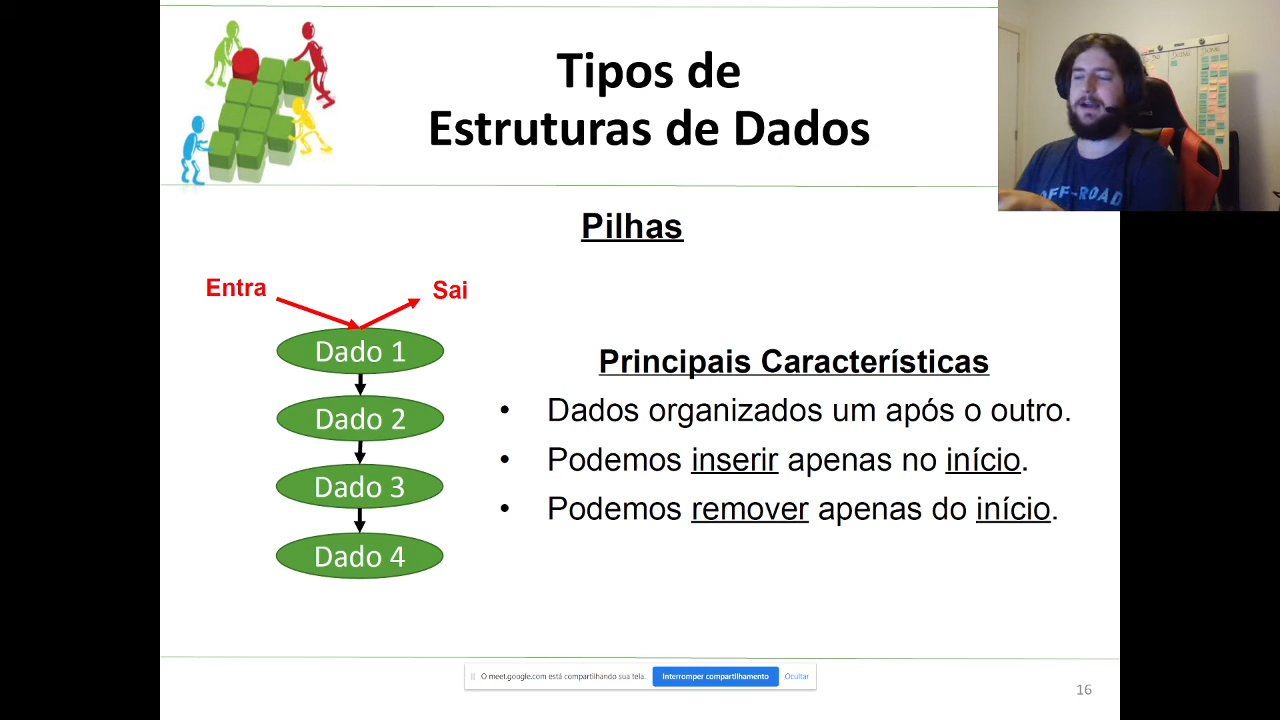 Tipos de
Estruturas de Dados
OFF-ROAD
Pilhas
Entra
Sai
Dado 1
Dado 2
Dado 3
Dado 4
Principais Características
• Dados organizados um após o outro.
• Podemos inserir apenas no início.
• Podemos remover apenas do início.
O meet.google.com está compartilhando sua tela.
Interromper compartilhamento
Ocultar
16